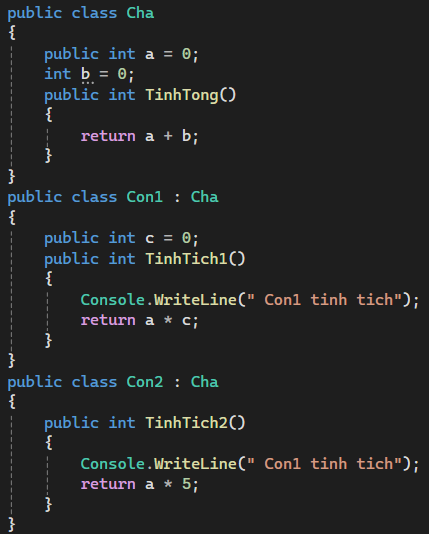 public class Cha
{
    public int a = 0;
    int b = 0;
    public int TinhTong()
    {
        return a + b;
    }
}
public class Con1 : Cha
{
    public int c = 0;
    public int TinhTich1()
    {
        Console.WriteLine(" Con1 tinh tich");
        return a * c;
    }
}
public class Con2 : Cha
{
    public int TinhTich2()
    {
        Console.WriteLine(" Con1 tinh tich");
        return a * 5;
    }
}